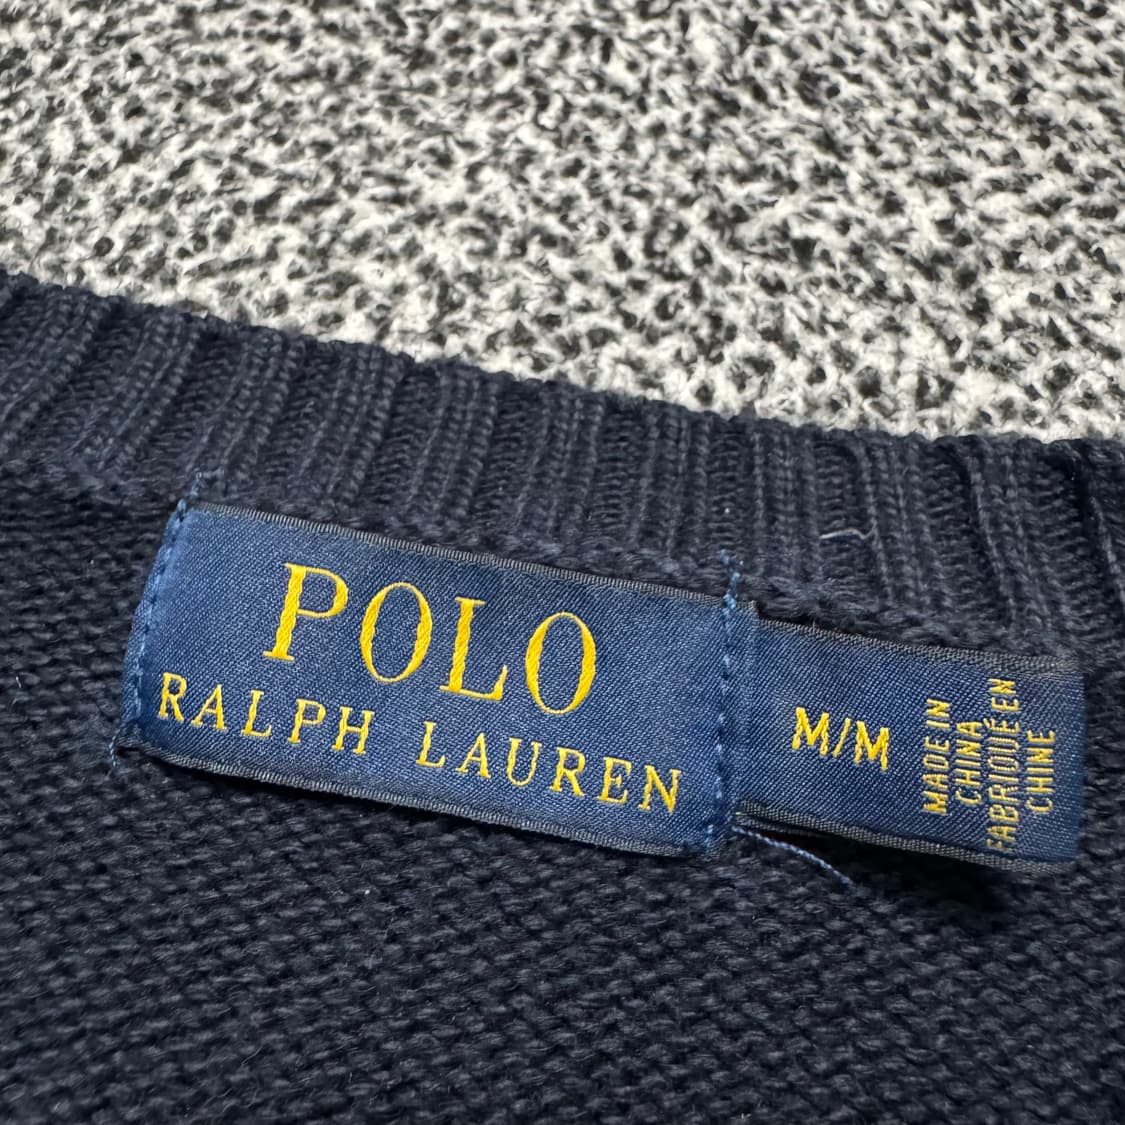 POLO
RALPH LAUREN
M/M
MADE IN
CHINA
FABRIQUÉ EN
CHINE